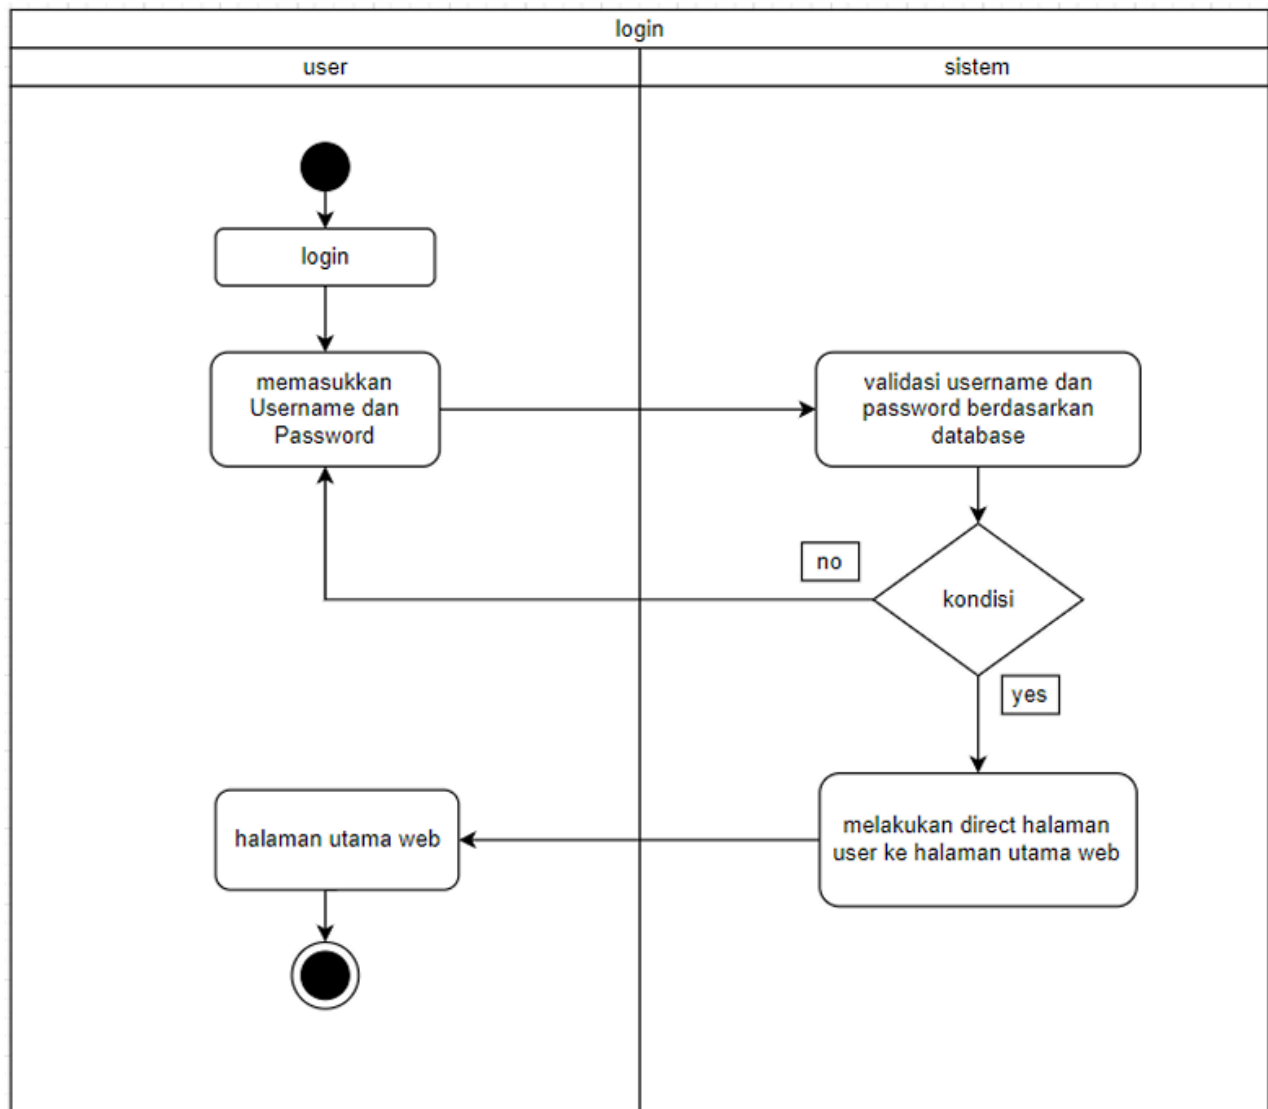 login
user
sistem
login
memasukkan
Username dan
Password
validasi username dan
password berdasarkan
database
no
kondisi
yes
melakukan direct halaman
user ke halaman utama web
halaman utama web